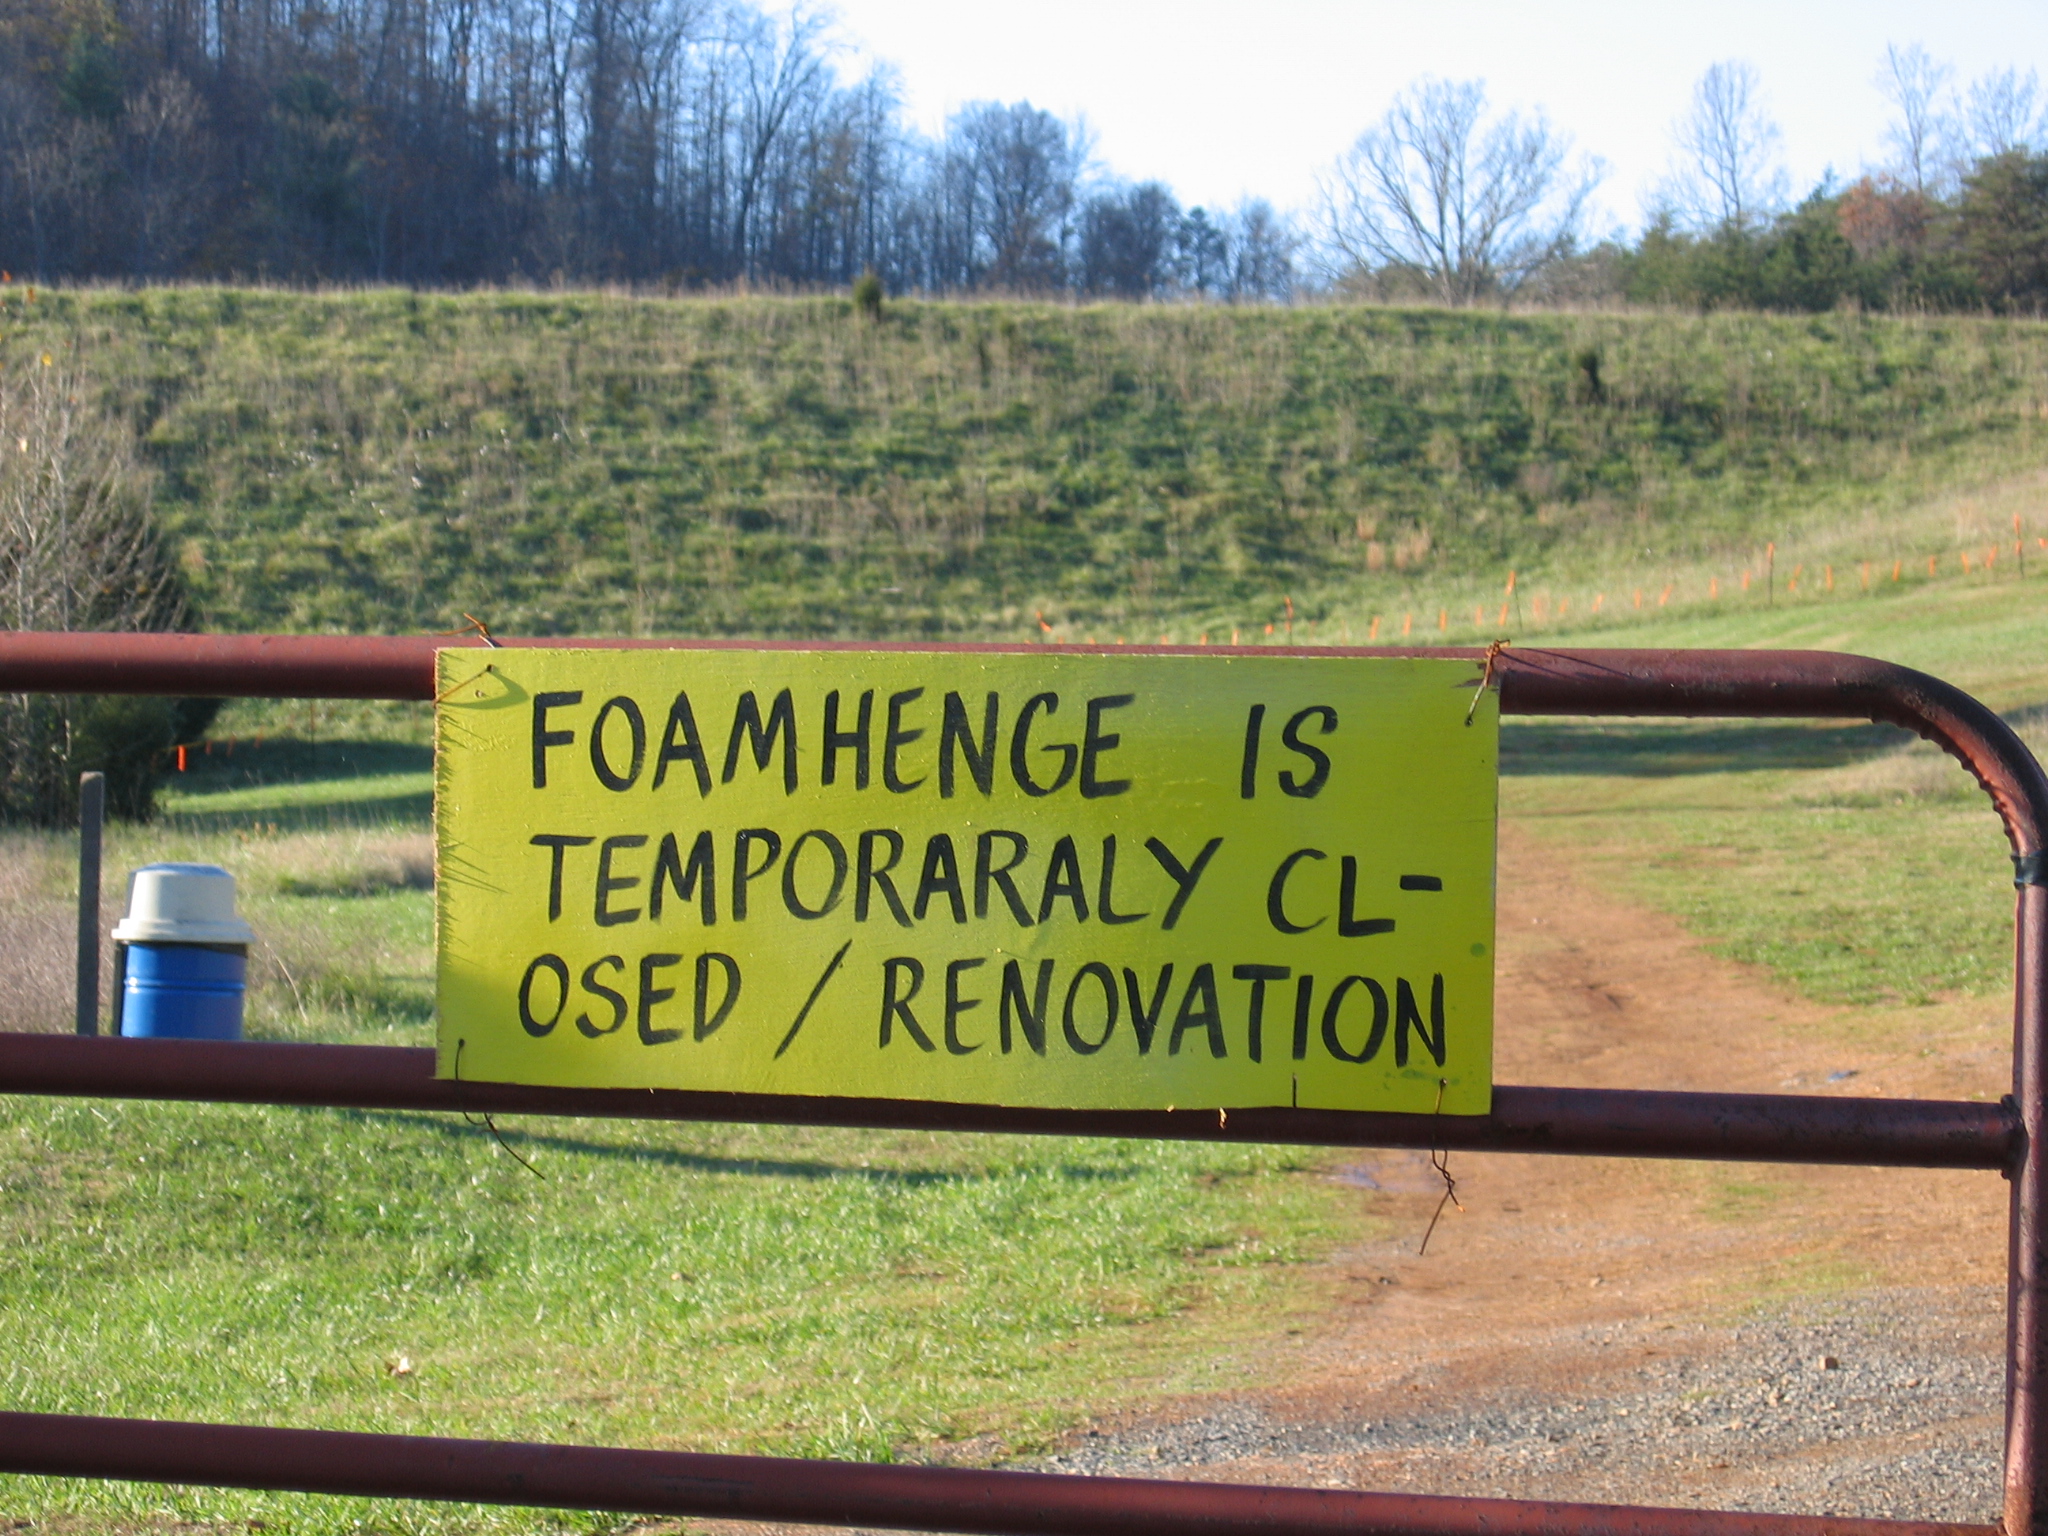 FOAMHENGE IS
TEMPORARALY CL-
OSED / RENOVATION